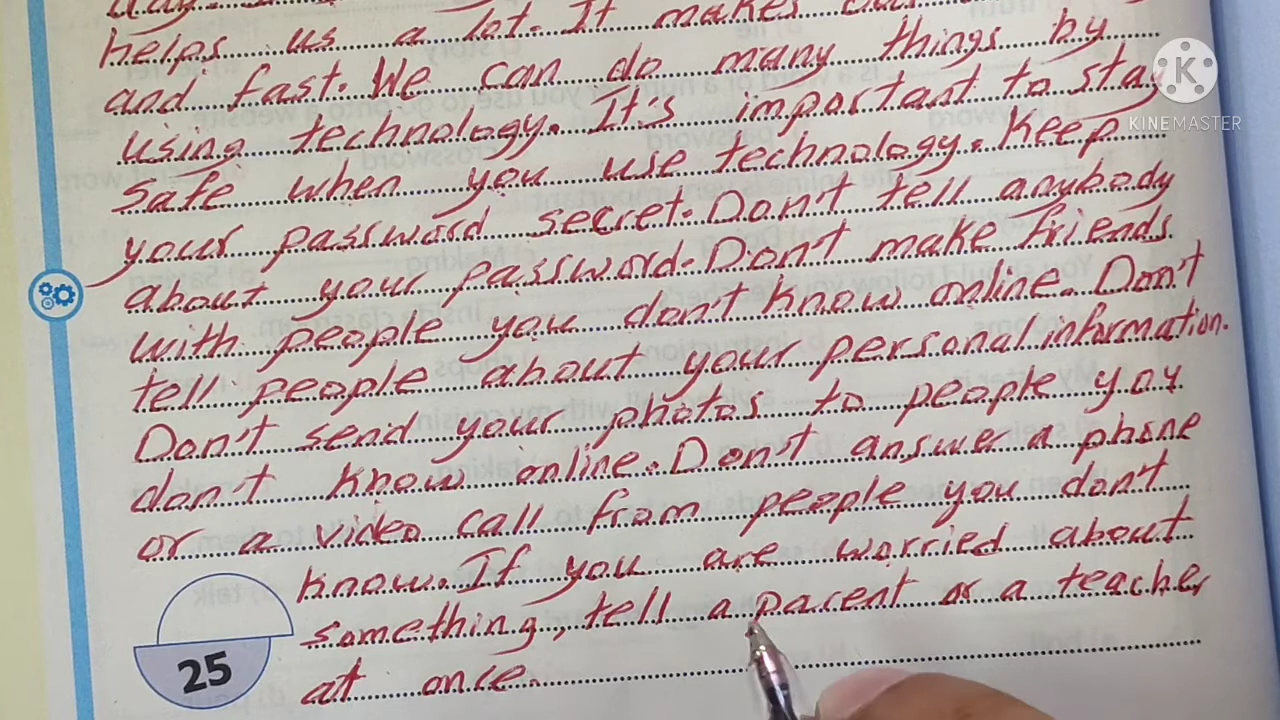 day.
helps us a lot. It makes our
and fast. We can do many things by
using technology. It's important to stay
safe when you use technology. Keep
your password secret. Don't tell anybody
about your password. Don't make friends
with people you don't know online. Don't
tell people about your personal information.
Don't send your photos to people you
don't know online. Don't answer a phone
or a video call from people you don't
know. If you are worried about
something, tell a parent or a teacher
at once.
25
K
KINEMASTER